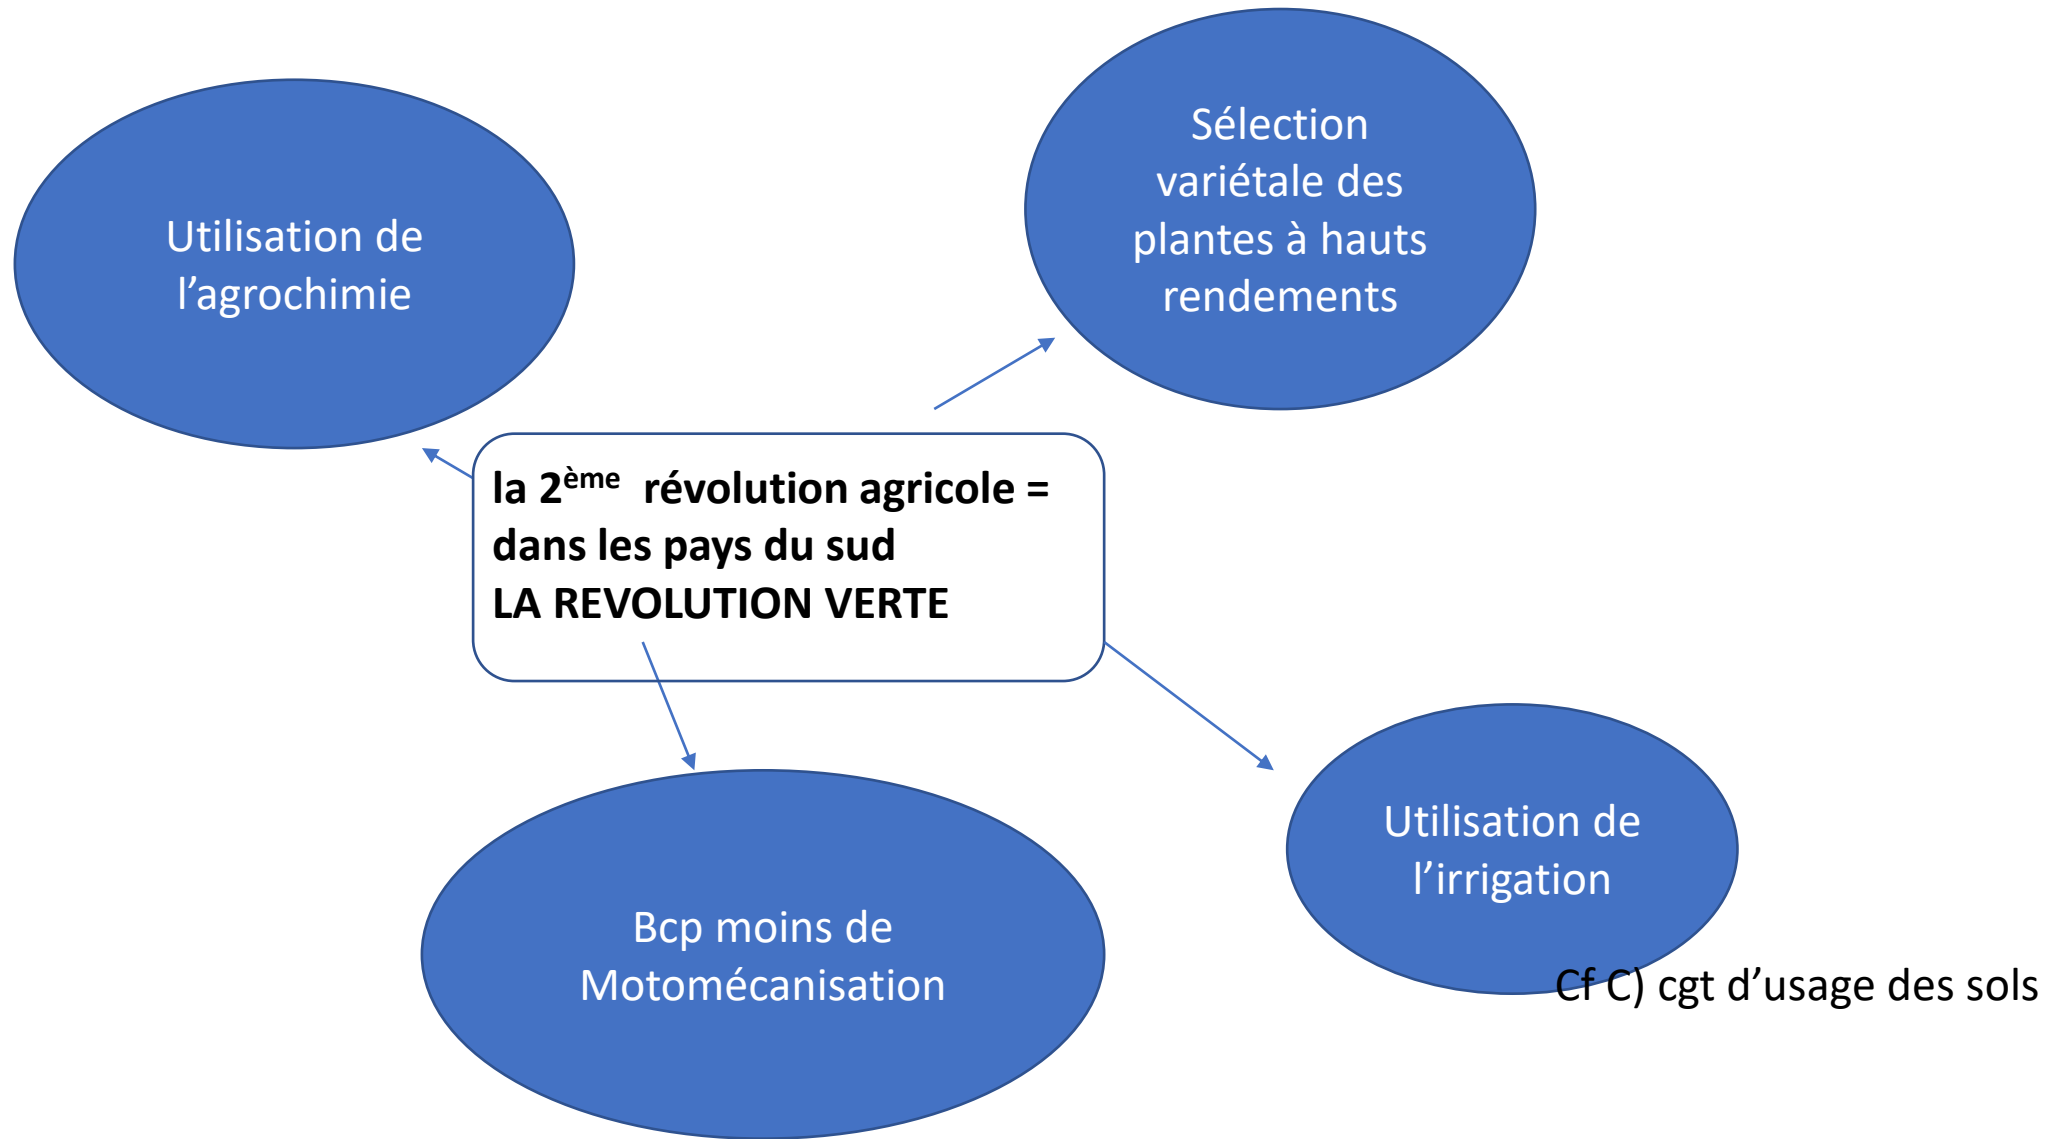 Utilisation de
l’agrochimie
Sélection
variétale des
plantes à hauts
rendements
la 2ème révolution agricole =
dans les pays du sud
LA REVOLUTION VERTE
Bcp moins de
Motomécanisation
Utilisation de
l’irrigation
Cf C) cgt d’usage des sols